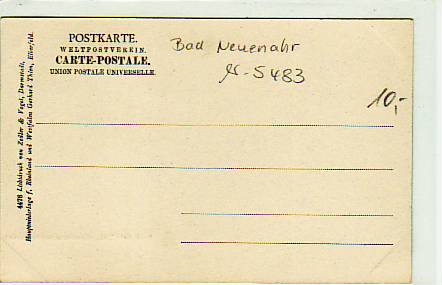 POSTKARTE.
WELTPOSTVEREIN.
CARTE-POSTALE.
UNION POSTALE UNIVERSELLE.
Bad Neuenahr
5483
10,-
4476 Lichtdruck von Zedler & Vogel, Darmstadt.
Hauptniederlage f. Rheinland und Westfalen Gerhard Thien, Elberfeld.